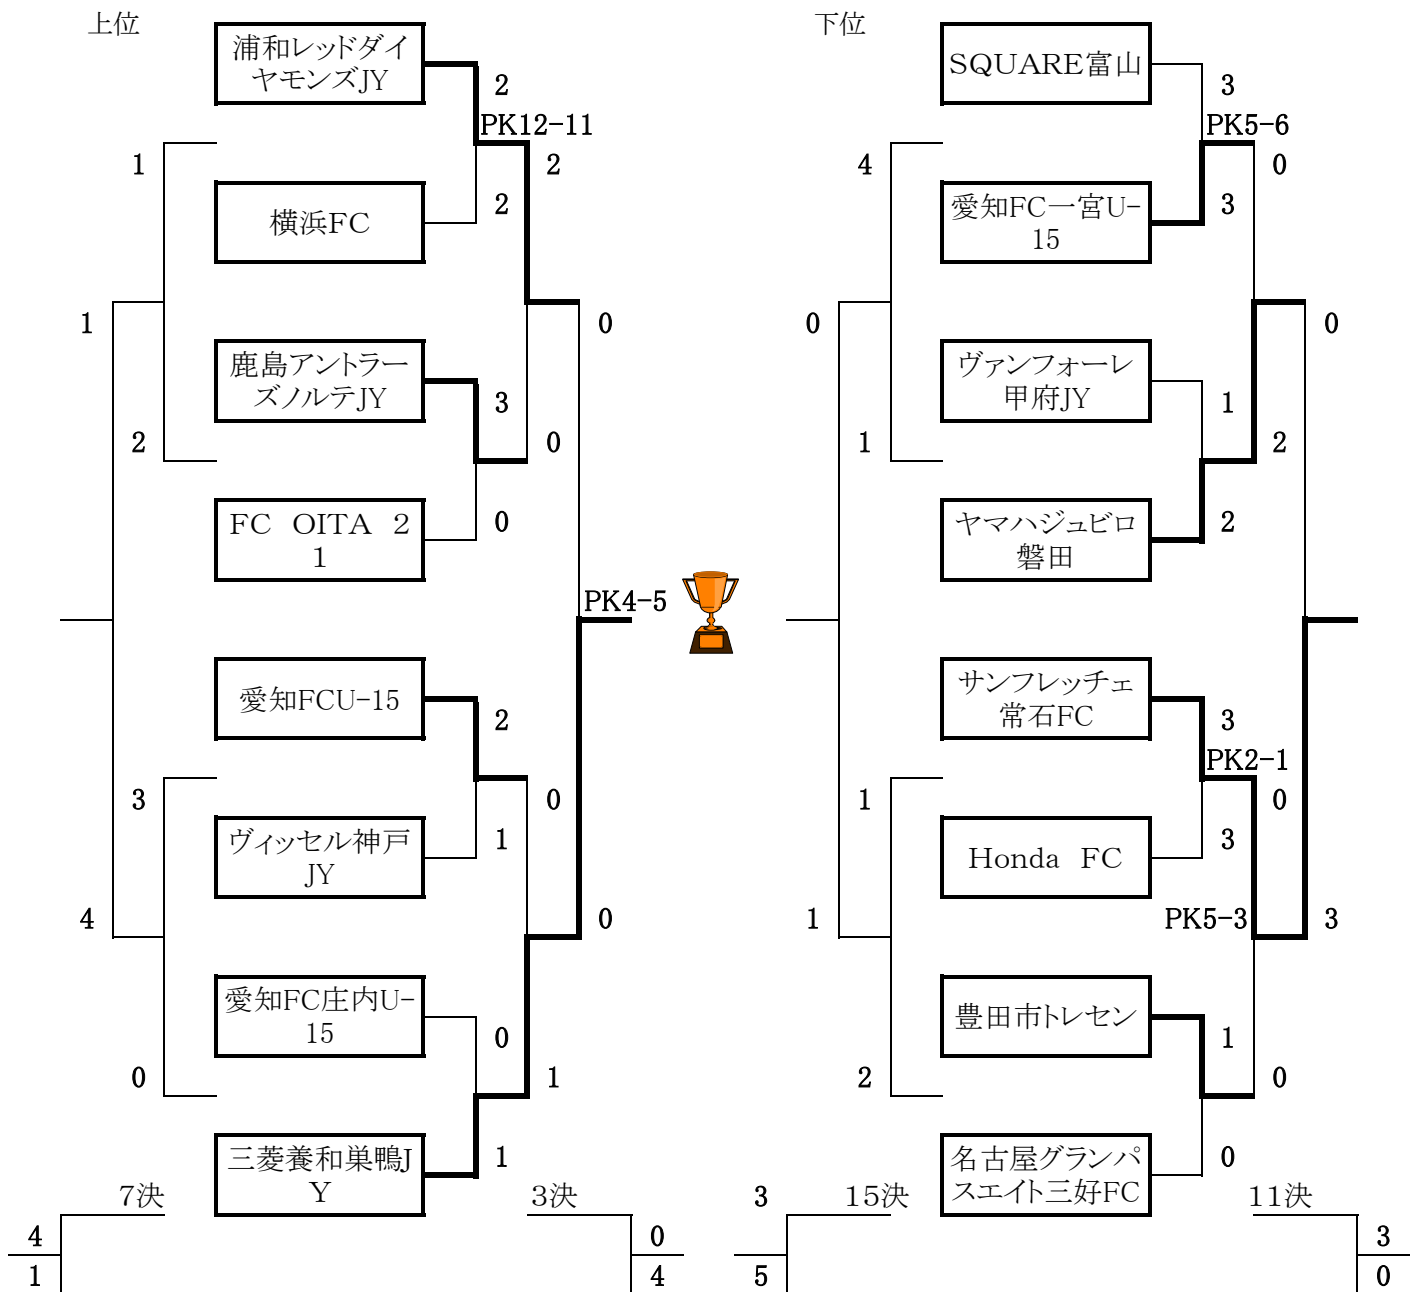 上位
浦和レッドダイ
ヤモンズJY
2
PK12-11
1
2
横浜FC
2
1
0
鹿島アントラー
ズノルテJY
3
2
0
FC　OITA　２
１
0
PK4-5
愛知FCU-15
2
3
0
ヴィッセル神戸
JY
1
4
0
愛知FC庄内U-
15
0
0
1
三菱養和巣鴨J
Y
1
7決
3決
4
0
1
4
下位
SQUARE富山
3
PK5-6
4
0
愛知FC一宮U-
15
3
0
0
ヴァンフォーレ
甲府JY
1
1
2
ヤマハジュビロ
磐田
2
サンフレッチェ
常石FC
3
PK2-1
1
0
Honda　FC
3
PK5-3
1
3
豊田市トレセン
1
2
0
名古屋グランパ
スエイト三好FC
0
3
15決
11決
3
5
0